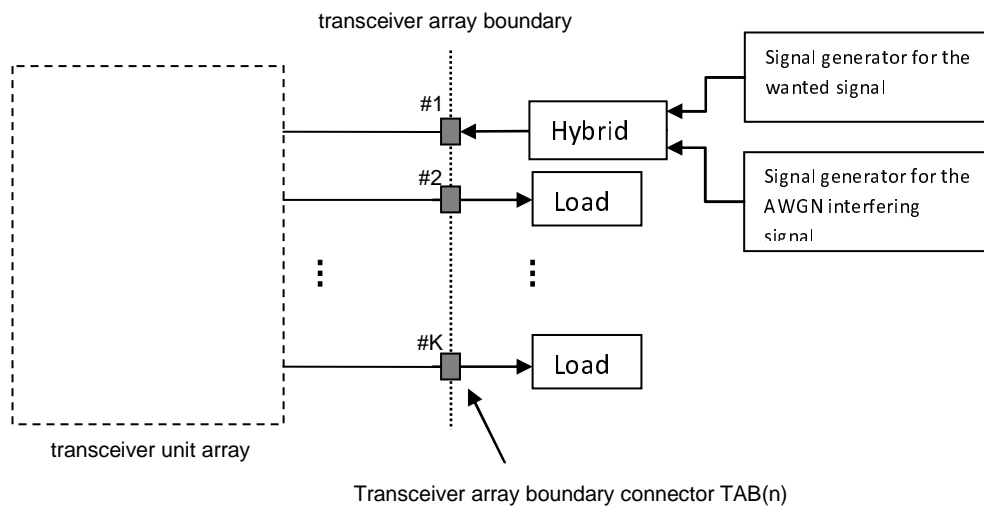 transceiver array boundary
Signal generator for the
wanted signal
#1
Hybrid
#2
Load
Signal generator for the
AWGN interfering
signal
#K
Load
transceiver unit array
Transceiver array boundary connector TAB(n)